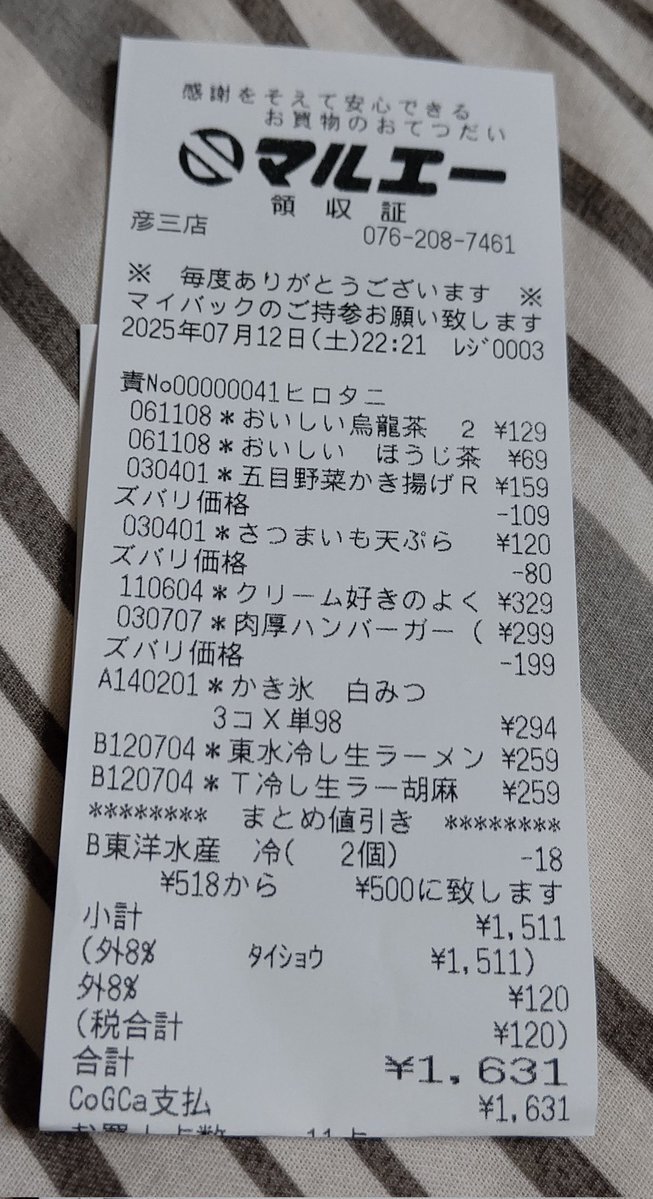 感謝をそえて安心できる
お買物のおてつだい
マルエー
領収証
彦三店 076-208-7461
※ 毎度ありがとうございます ※
マイバックのご持参お願い致します
2025年07月12日(土)22:21 ﾚｼﾞ0003
責No00000041ヒロタニ
061108*おいしい烏龍茶 2 ¥129
061108*おいしい ほうじ茶 ¥69
030401*五目野菜かき揚げR ¥159
ズバリ価格 -109
030401*さつまいも天ぷら ¥120
ズバリ価格 -80
110604*クリーム好きのよく ¥329
030707*肉厚ハンバーガー( ¥299
ズバリ価格 -199
A140201*かき氷 白みつ
3コX単98 ¥294
B120704*東水冷し生ラーメン ¥259
B120704*T冷し生ラー胡麻 ¥259
******** まとめ値引き ********
B東洋水産 冷( 2個) -18
¥518から ¥500に致します
小計 ¥1,511
(外8% ﾀｲｼｮｳ ¥1,511)
外8% ¥120
(税合計 ¥120)
合計 ¥1,631
CoGCa支払 ¥1,631